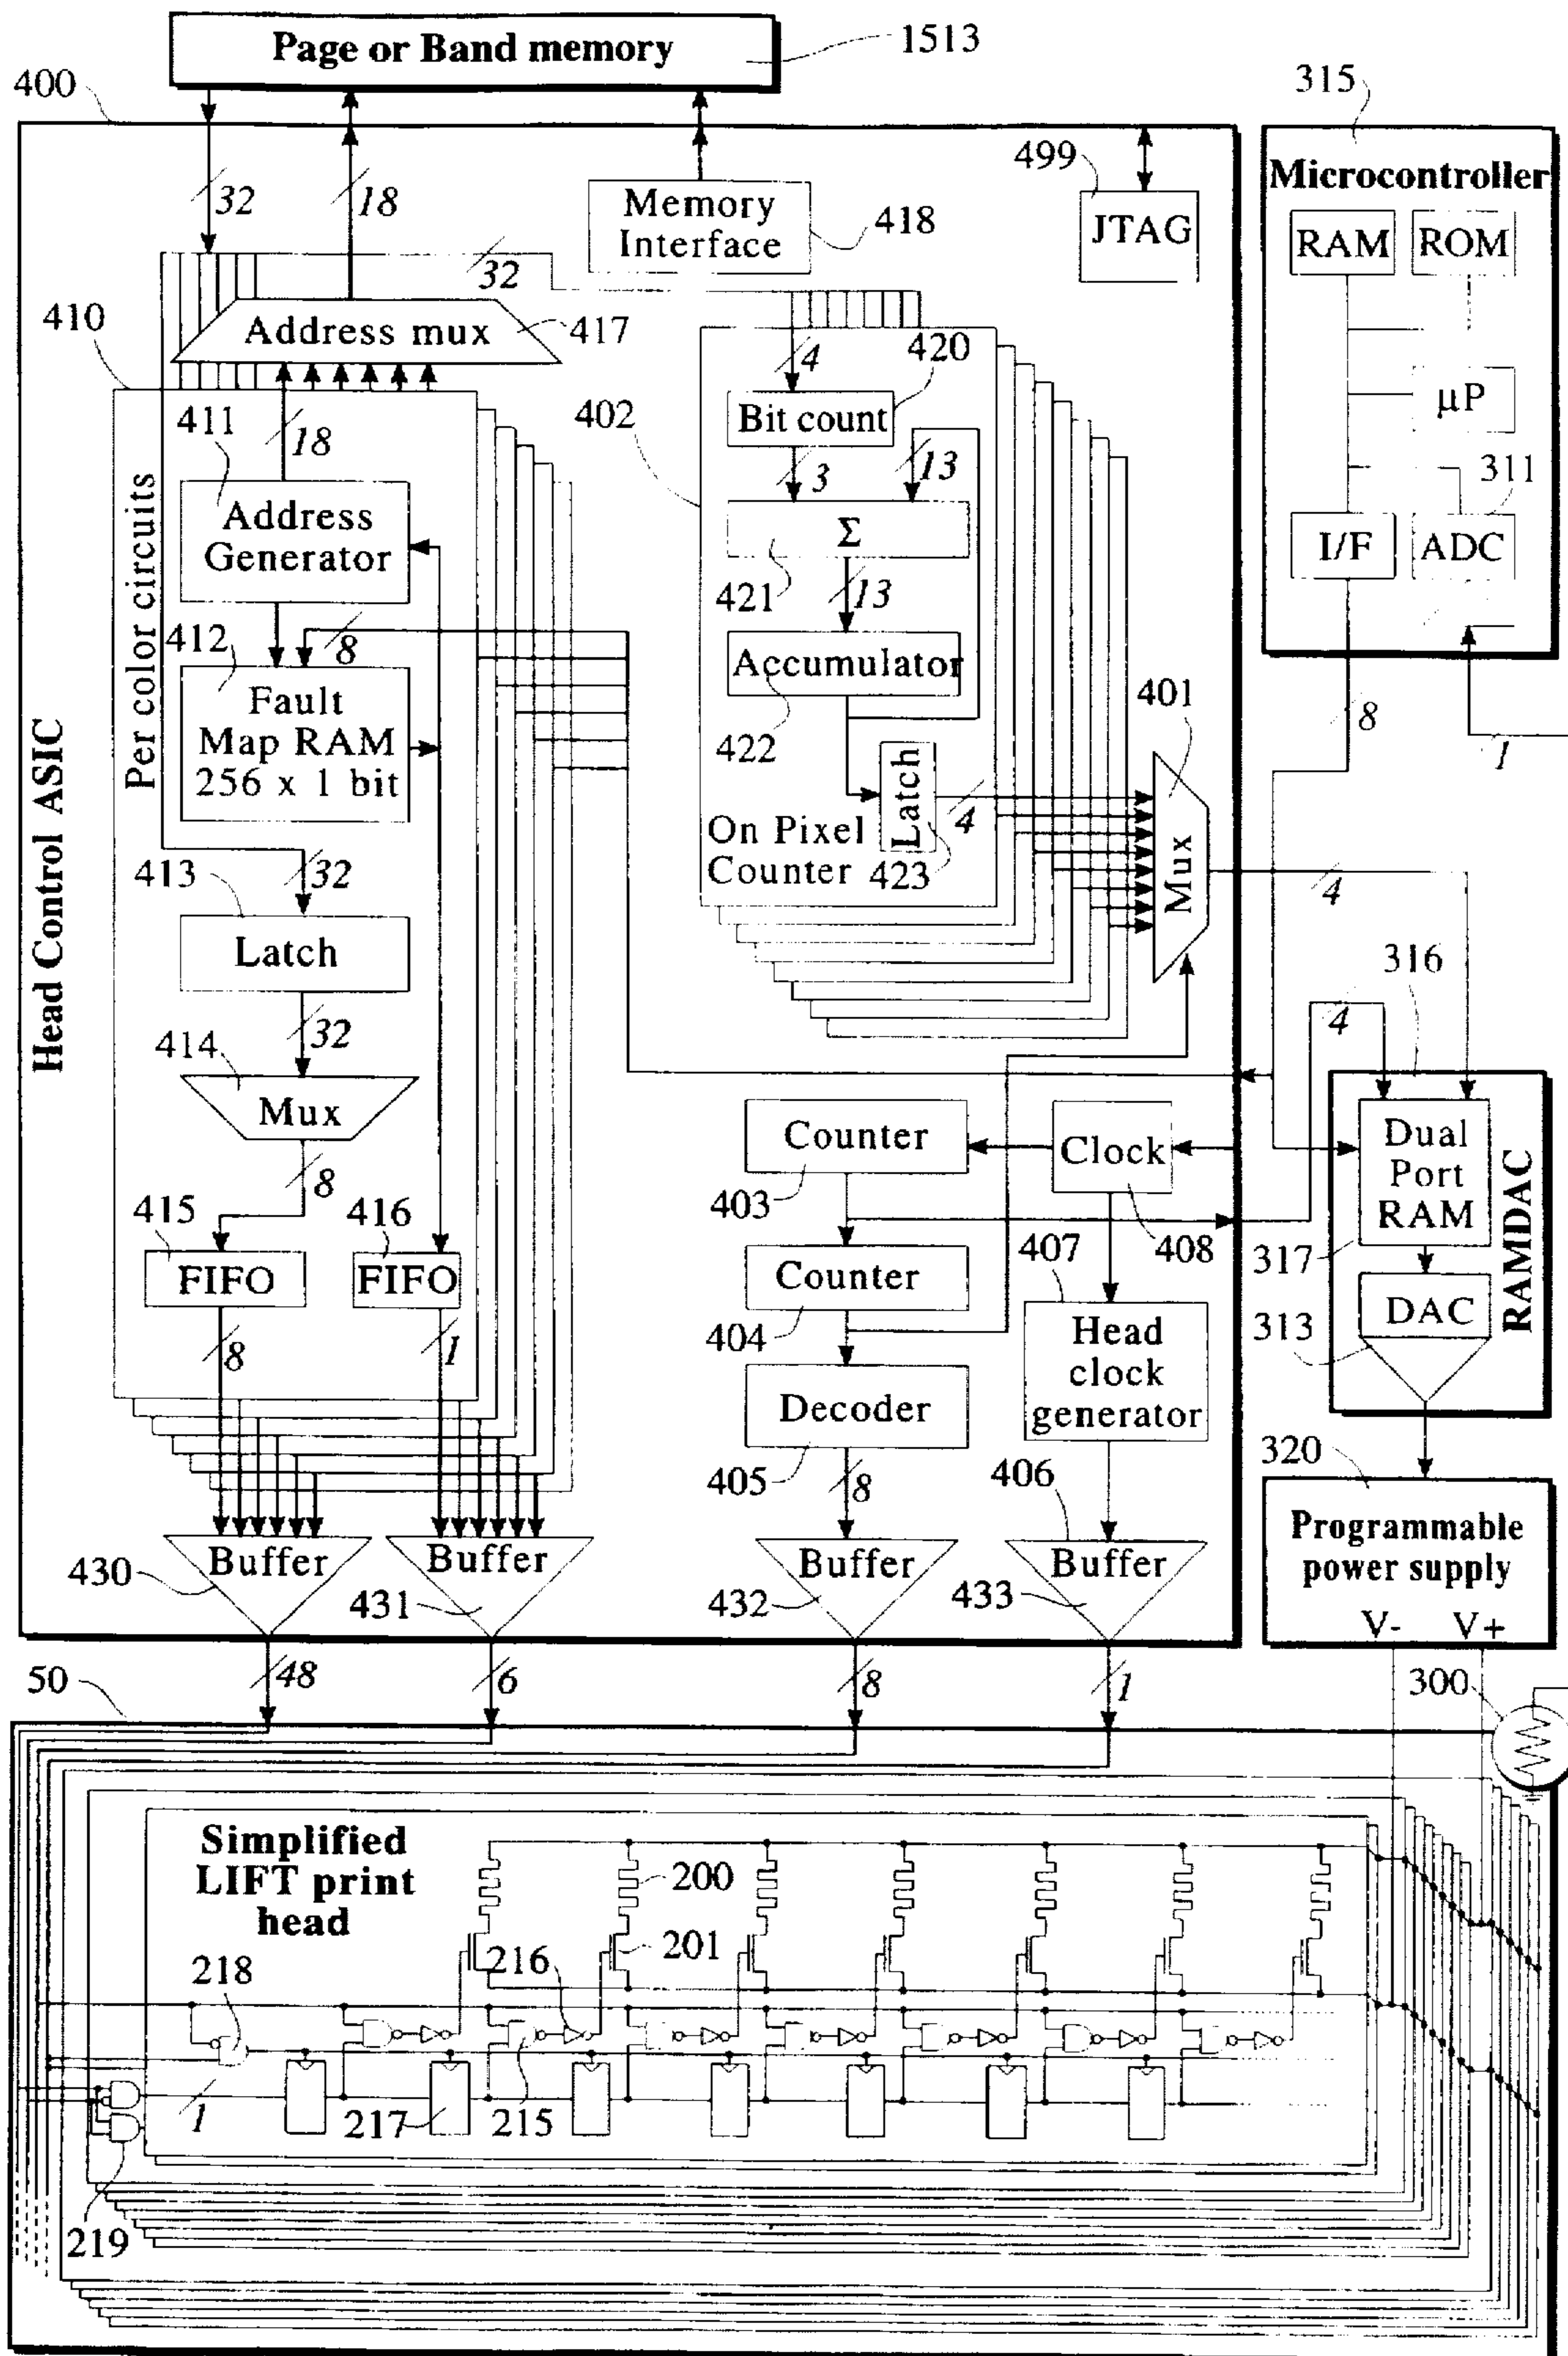 Page or Band memory
1513
400
32
18
Memory
Interface
418
499
JTAG
315
Microcontroller
RAM
ROM
µP
311
I/F
ADC
8
1
32
Address mux
417
410
Per color circuits
411
18
Address
Generator
412
8
Fault
Map RAM
256 x 1 bit
413
32
Latch
32
414
Mux
8
415
FIFO
416
FIFO
8
1
Head Control ASIC
402
4
420
Bit count
3
13
Σ
421
13
Accumulator
422
Latch
4
On Pixel
Counter
423
401
Mux
4
316
4
Dual
Port
RAM
317
DAC
313
RAMDAC
Counter
403
Clock
408
Counter
404
407
Head
clock
generator
Decoder
405
8
406
320
Programmable
power supply
V-
V+
Buffer
430
Buffer
431
Buffer
432
Buffer
433
50
48
6
8
1
300
Simplified
LIFT print
head
200
201
216
218
1
217
215
219